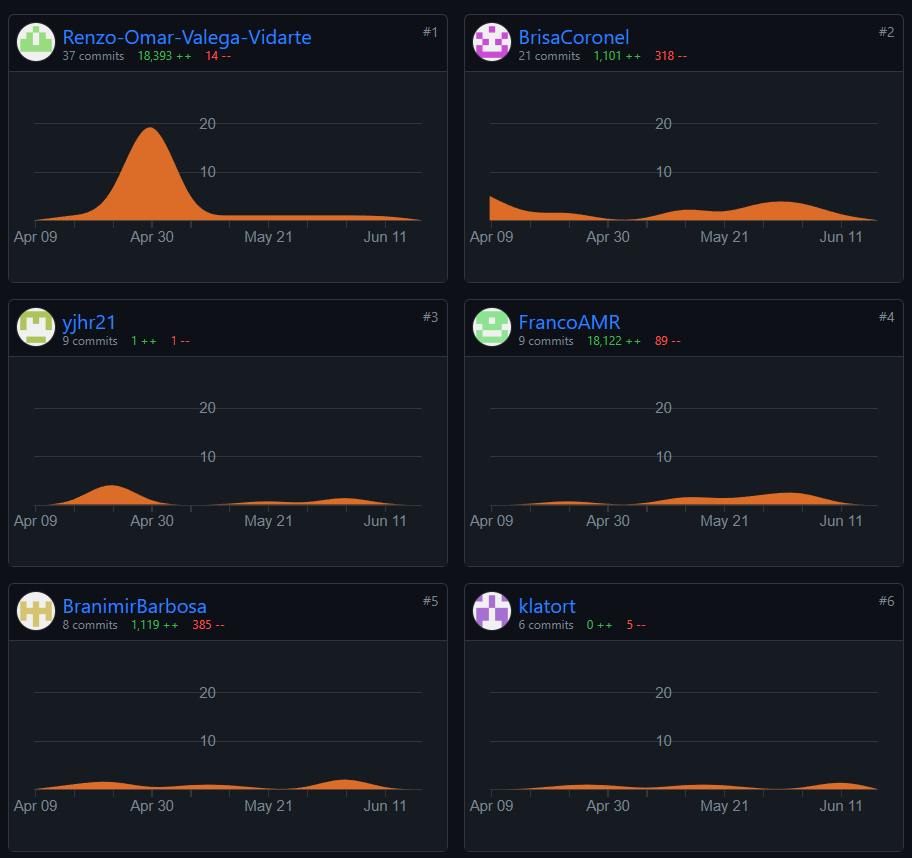 Renzo-Omar-Valega-Vidarte #1
37 commits 18,393 ++ 14 --
20
10
Apr 09 Apr 30 May 21 Jun 11
BrisaCoronel #2
21 commits 1,101 ++ 318 --
20
10
Apr 09 Apr 30 May 21 Jun 11
yjhr21 #3
9 commits 1 ++ 1 --
20
10
Apr 09 Apr 30 May 21 Jun 11
FrancoAMR #4
9 commits 18,122 ++ 89 --
20
10
Apr 09 Apr 30 May 21 Jun 11
BranimirBarbosa #5
8 commits 1,119 ++ 385 --
20
10
Apr 09 Apr 30 May 21 Jun 11
klatort #6
6 commits 0 ++ 5 --
20
10
Apr 09 Apr 30 May 21 Jun 11